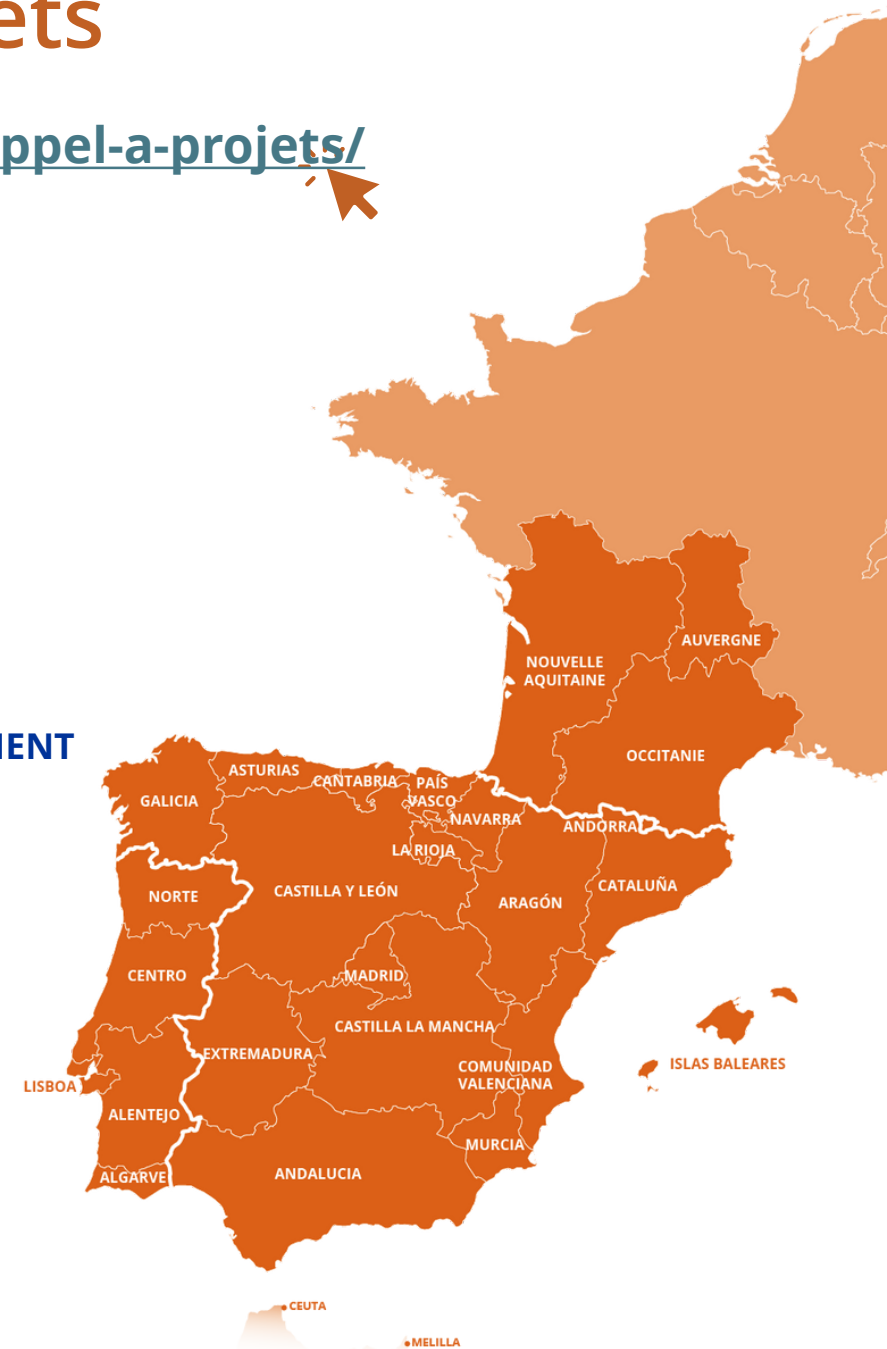 ets
ppel-a-projets/
AUVERGNE
NOUVELLE
AQUITAINE
OCCITANIE
MENT
ASTURIAS
CANTABRIA
PAÍS
VASCO
GALICIA
NAVARRA
ANDORRA
LA RIOJA
CASTILLA Y LEÓN
CATALUÑA
NORTE
ARAGÓN
CENTRO
MADRID
CASTILLA LA MANCHA
EXTREMADURA
COMUNIDAD
VALENCIANA
ISLAS BALEARES
LISBOA
ALENTEJO
MURCIA
ALGARVE
ANDALUCIA
CEUTA
MELILLA